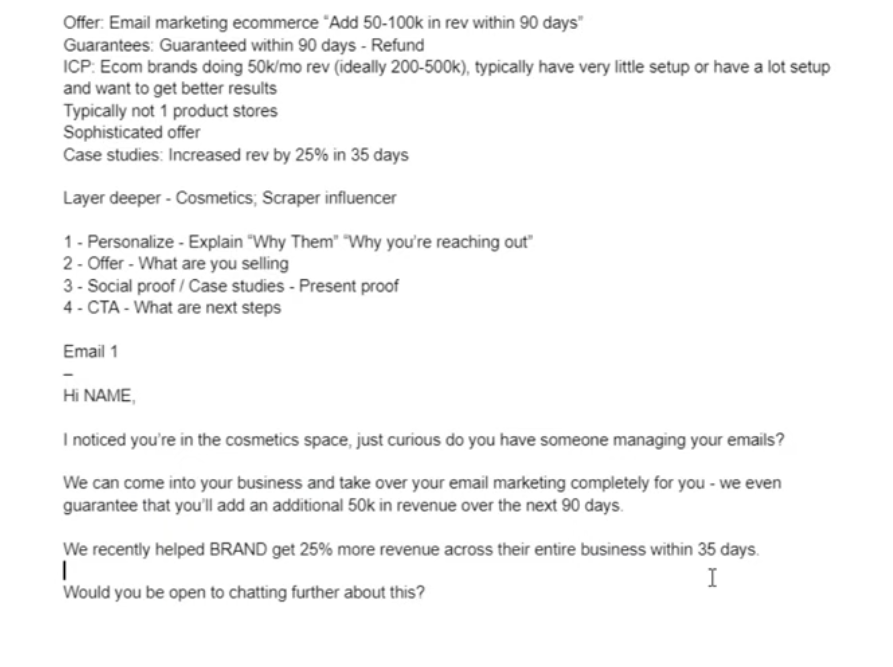 Offer: Email marketing ecommerce “Add 50-100k in rev within 90 days”
Guarantees: Guaranteed within 90 days - Refund
ICP: Ecom brands doing 50k/mo rev (ideally 200-500k), typically have very little setup or have a lot setup
and want to get better results
Typically not 1 product stores
Sophisticated offer
Case studies: Increased rev by 25% in 35 days
Layer deeper - Cosmetics; Scraper influencer
1 - Personalize - Explain “Why Them” “Why you’re reaching out”
2 - Offer - What are you selling
3 - Social proof / Case studies - Present proof
4 - CTA - What are next steps
Email 1
–
Hi NAME,
I noticed you’re in the cosmetics space, just curious do you have someone managing your emails?
We can come into your business and take over your email marketing completely for you - we even
guarantee that you’ll add an additional 50k in revenue over the next 90 days.
We recently helped BRAND get 25% more revenue across their entire business within 35 days.
Would you be open to chatting further about this?